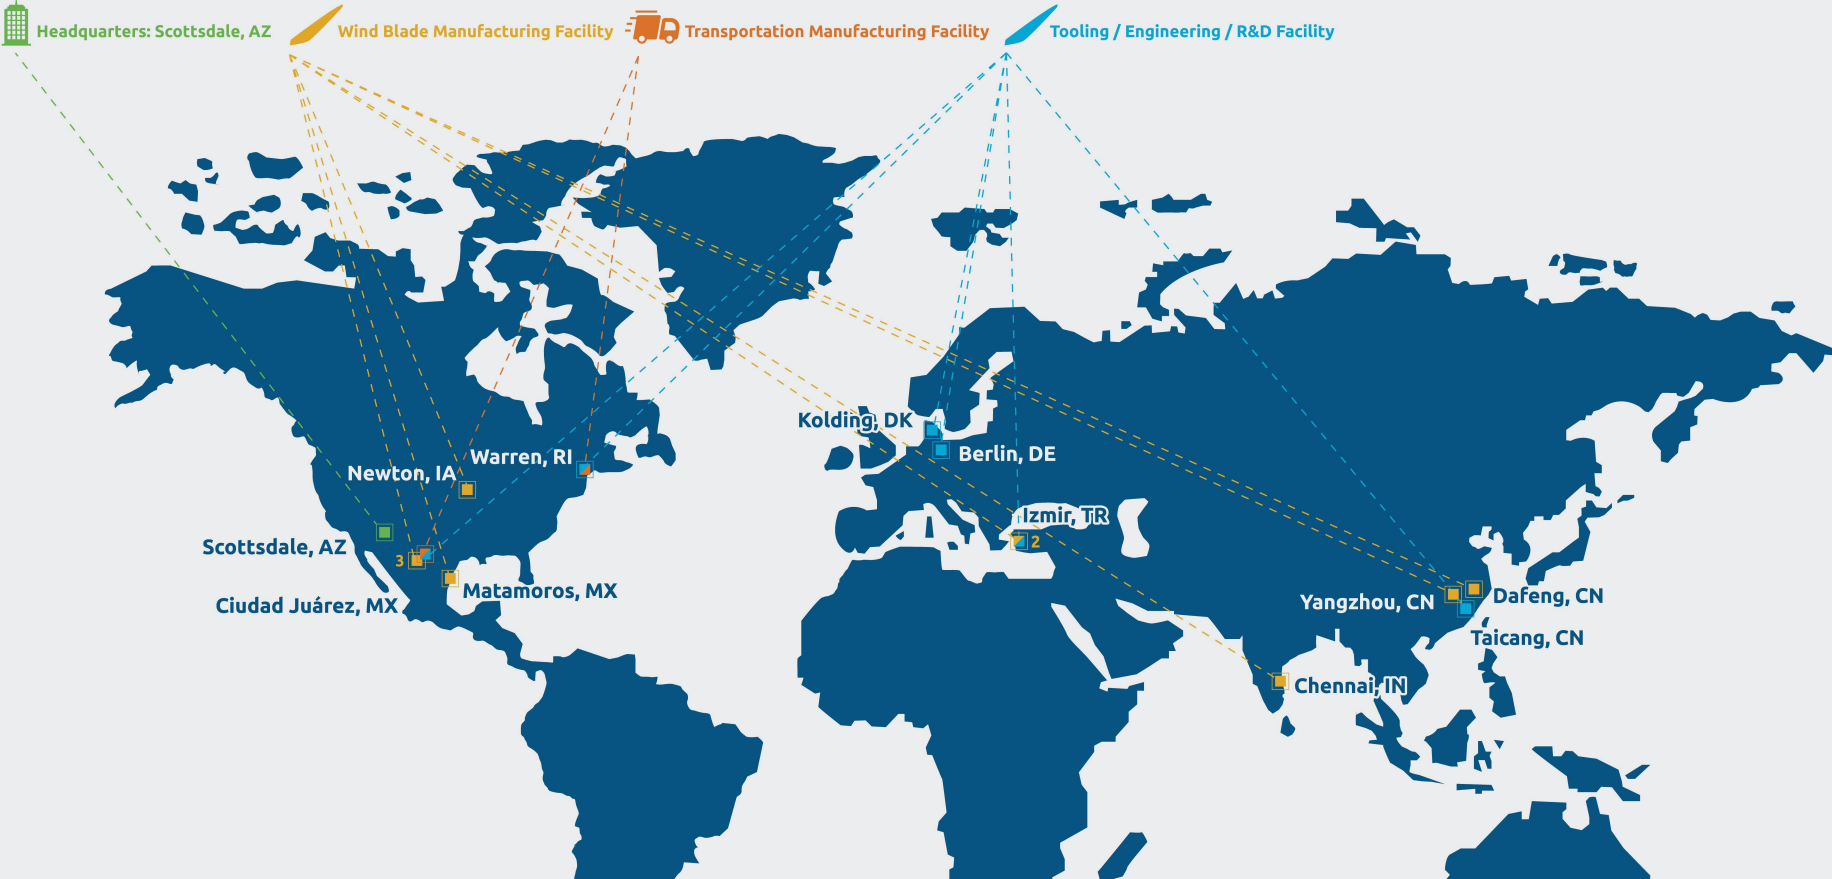 Headquarters: Scottsdale, AZ
Wind Blade Manufacturing Facility
Transportation Manufacturing Facility
Tooling / Engineering / R&D Facility
Kolding, DK
Berlin, DE
Warren, RI
Newton, IA
Izmir, TR
2
Scottsdale, AZ
3
Matamoros, MX
Ciudad Juárez, MX
Yangzhou, CN
Dafeng, CN
Taicang, CN
Chennai, IN